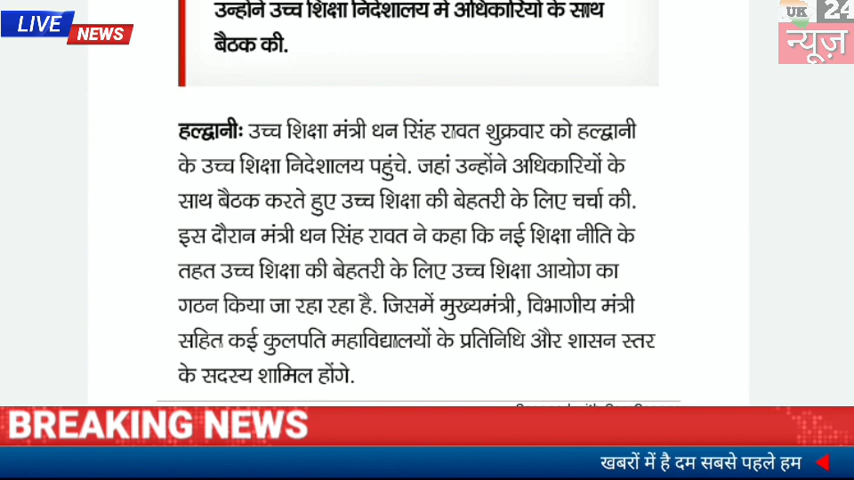 LIVE
NEWS
UK 24
न्यूज़
उन्होंने उच्च शिक्षा निदेशालय में अधिकारियों के साथ
बैठक की.
हल्द्वानीः उच्च शिक्षा मंत्री धन सिंह रावत शुक्रवार को हल्द्वानी
के उच्च शिक्षा निदेशालय पहुंचे. जहां उन्होंने अधिकारियों के
साथ बैठक करते हुए उच्च शिक्षा की बेहतरी के लिए चर्चा की.
इस दौरान मंत्री धन सिंह रावत ने कहा कि नई शिक्षा नीति के
तहत उच्च शिक्षा की बेहतरी के लिए उच्च शिक्षा आयोग का
गठन किया जा रहा रहा है. जिसमें मुख्यमंत्री, विभागीय मंत्री
सहित कई कुलपति महाविद्यालयों के प्रतिनिधि और शासन स्तर
के सदस्य शामिल होंगे.
BREAKING NEWS
खबरों में है दम सबसे पहले हम